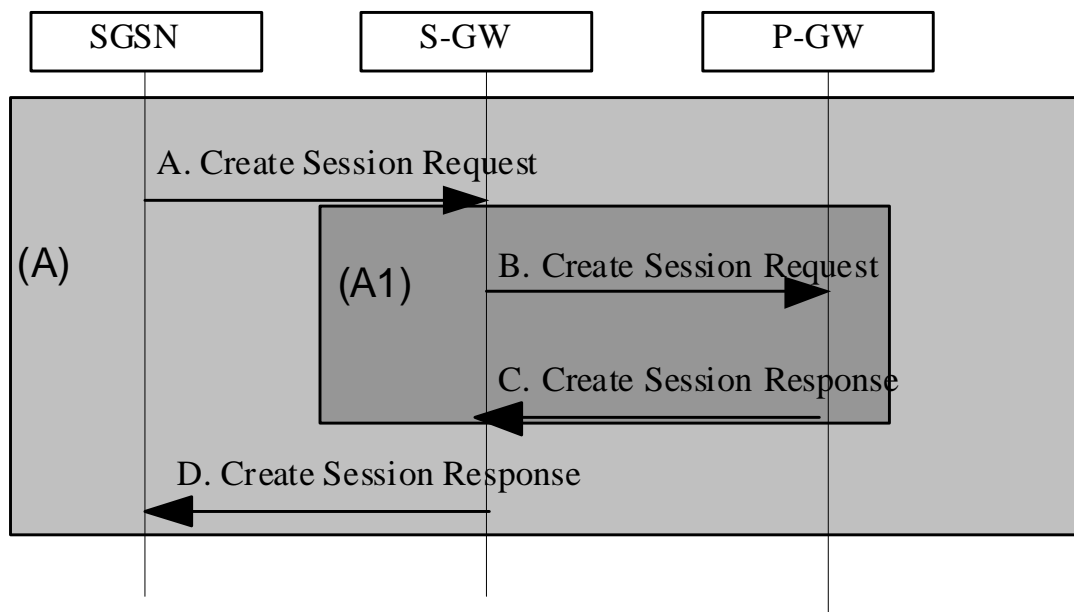 SGSN
S-GW
P-GW
A. Create Session Request
(A)
(A1)
B. Create Session Request
C. Create Session Response
D. Create Session Response